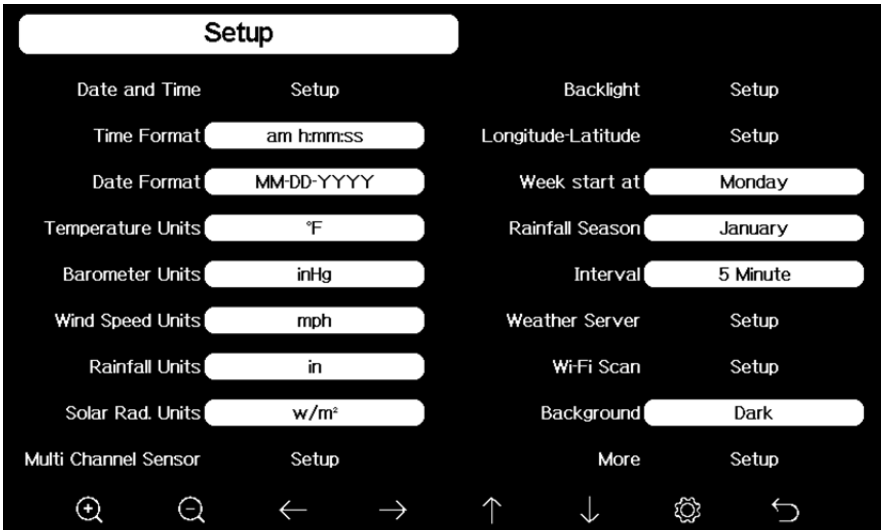 Setup
Date and Time Setup
Time Format am h:mm:ss
Date Format MM-DD-YYYY
Temperature Units °F
Barometer Units inHg
Wind Speed Units mph
Rainfall Units in
Solar Rad. Units w/m²
Multi Channel Sensor Setup
Backlight Setup
Longitude-Latitude Setup
Week start at Monday
Rainfall Season January
Interval 5 Minute
Weather Server Setup
Wi-Fi Scan Setup
Background Dark
More Setup